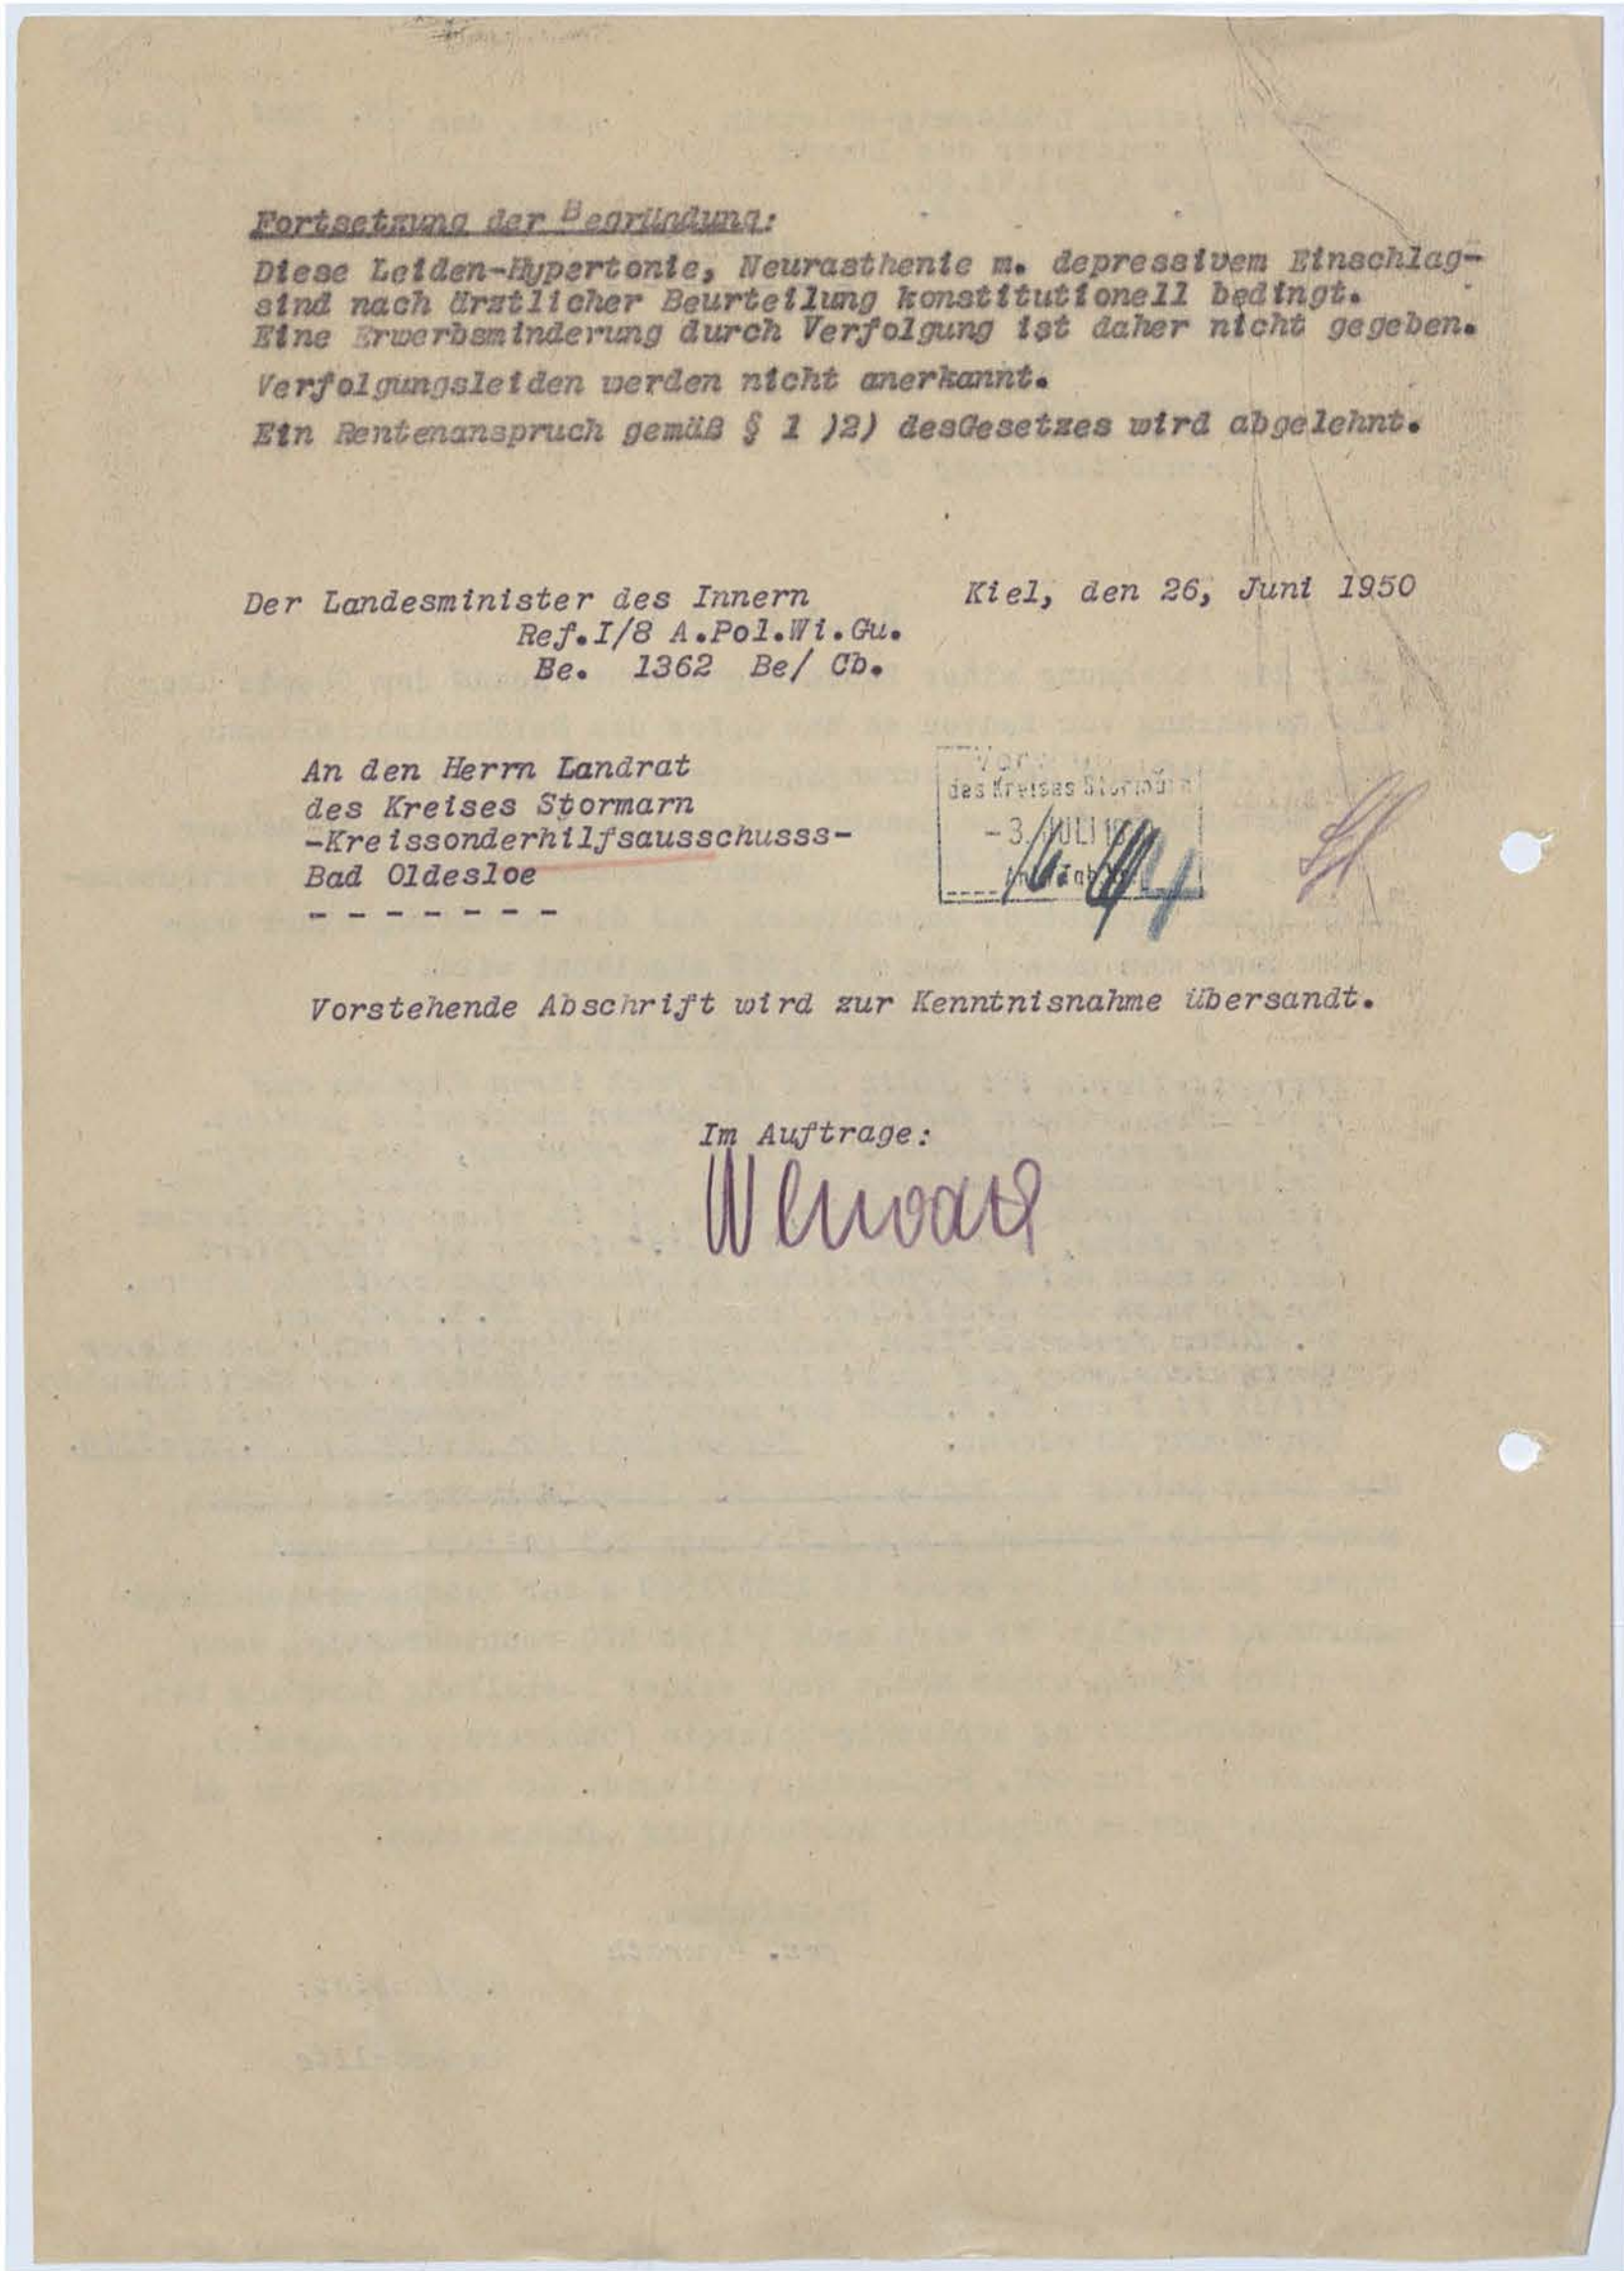 Fortsetzung der Begründung:
Diese Leiden-Hypertonie, Neurasthenie m. depressivem Einschlag-
sind nach ärztlicher Beurteilung konstitutionell bedingt.
Eine Erwerbsminderung durch Verfolgung ist daher nicht gegeben.
Verfolgungsleiden werden nicht anerkannt.
Ein Rentenanspruch gemäß § 1 )2) desGesetzes wird abgelehnt.
Der Landesminister des Innern
Kiel, den 26, Juni 1950
Ref.I/8 A.Pol.Wi.Gu.
Be. 1362 Be/ Cb.
An den Herrn Landrat
des Kreises Stormarn
-Kreissonderhilfsausschusss-
Bad Oldesloe
- - - - - - -
des Kreises Stormarn
-3. JULI
Vorstehende Abschrift wird zur Kenntnisnahme übersandt.
Im Auftrage: